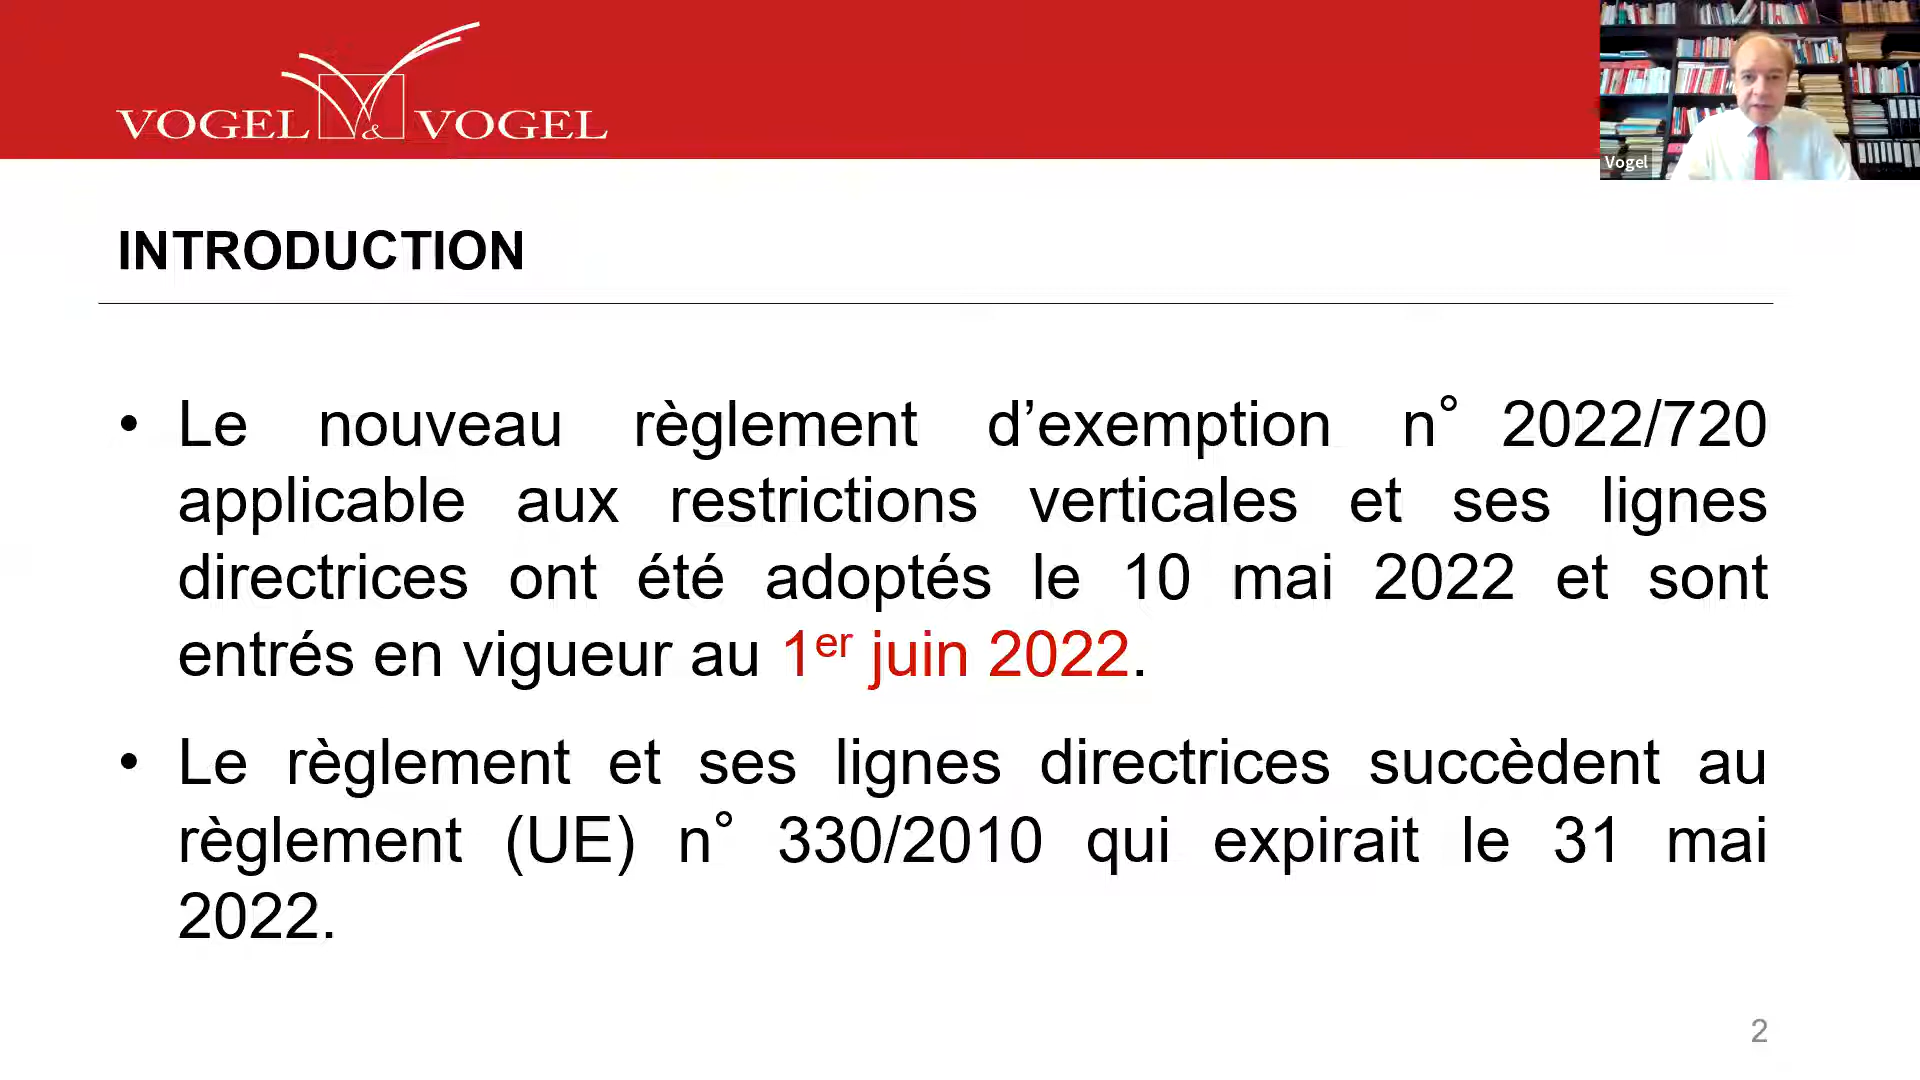 VOGEL & VOGEL
Vogel
INTRODUCTION
• Le nouveau règlement d’exemption n° 2022/720
applicable aux restrictions verticales et ses lignes
directrices ont été adoptés le 10 mai 2022 et sont
entrés en vigueur au 1er juin 2022.
• Le règlement et ses lignes directrices succèdent au
règlement (UE) n° 330/2010 qui expirait le 31 mai
2022.
2